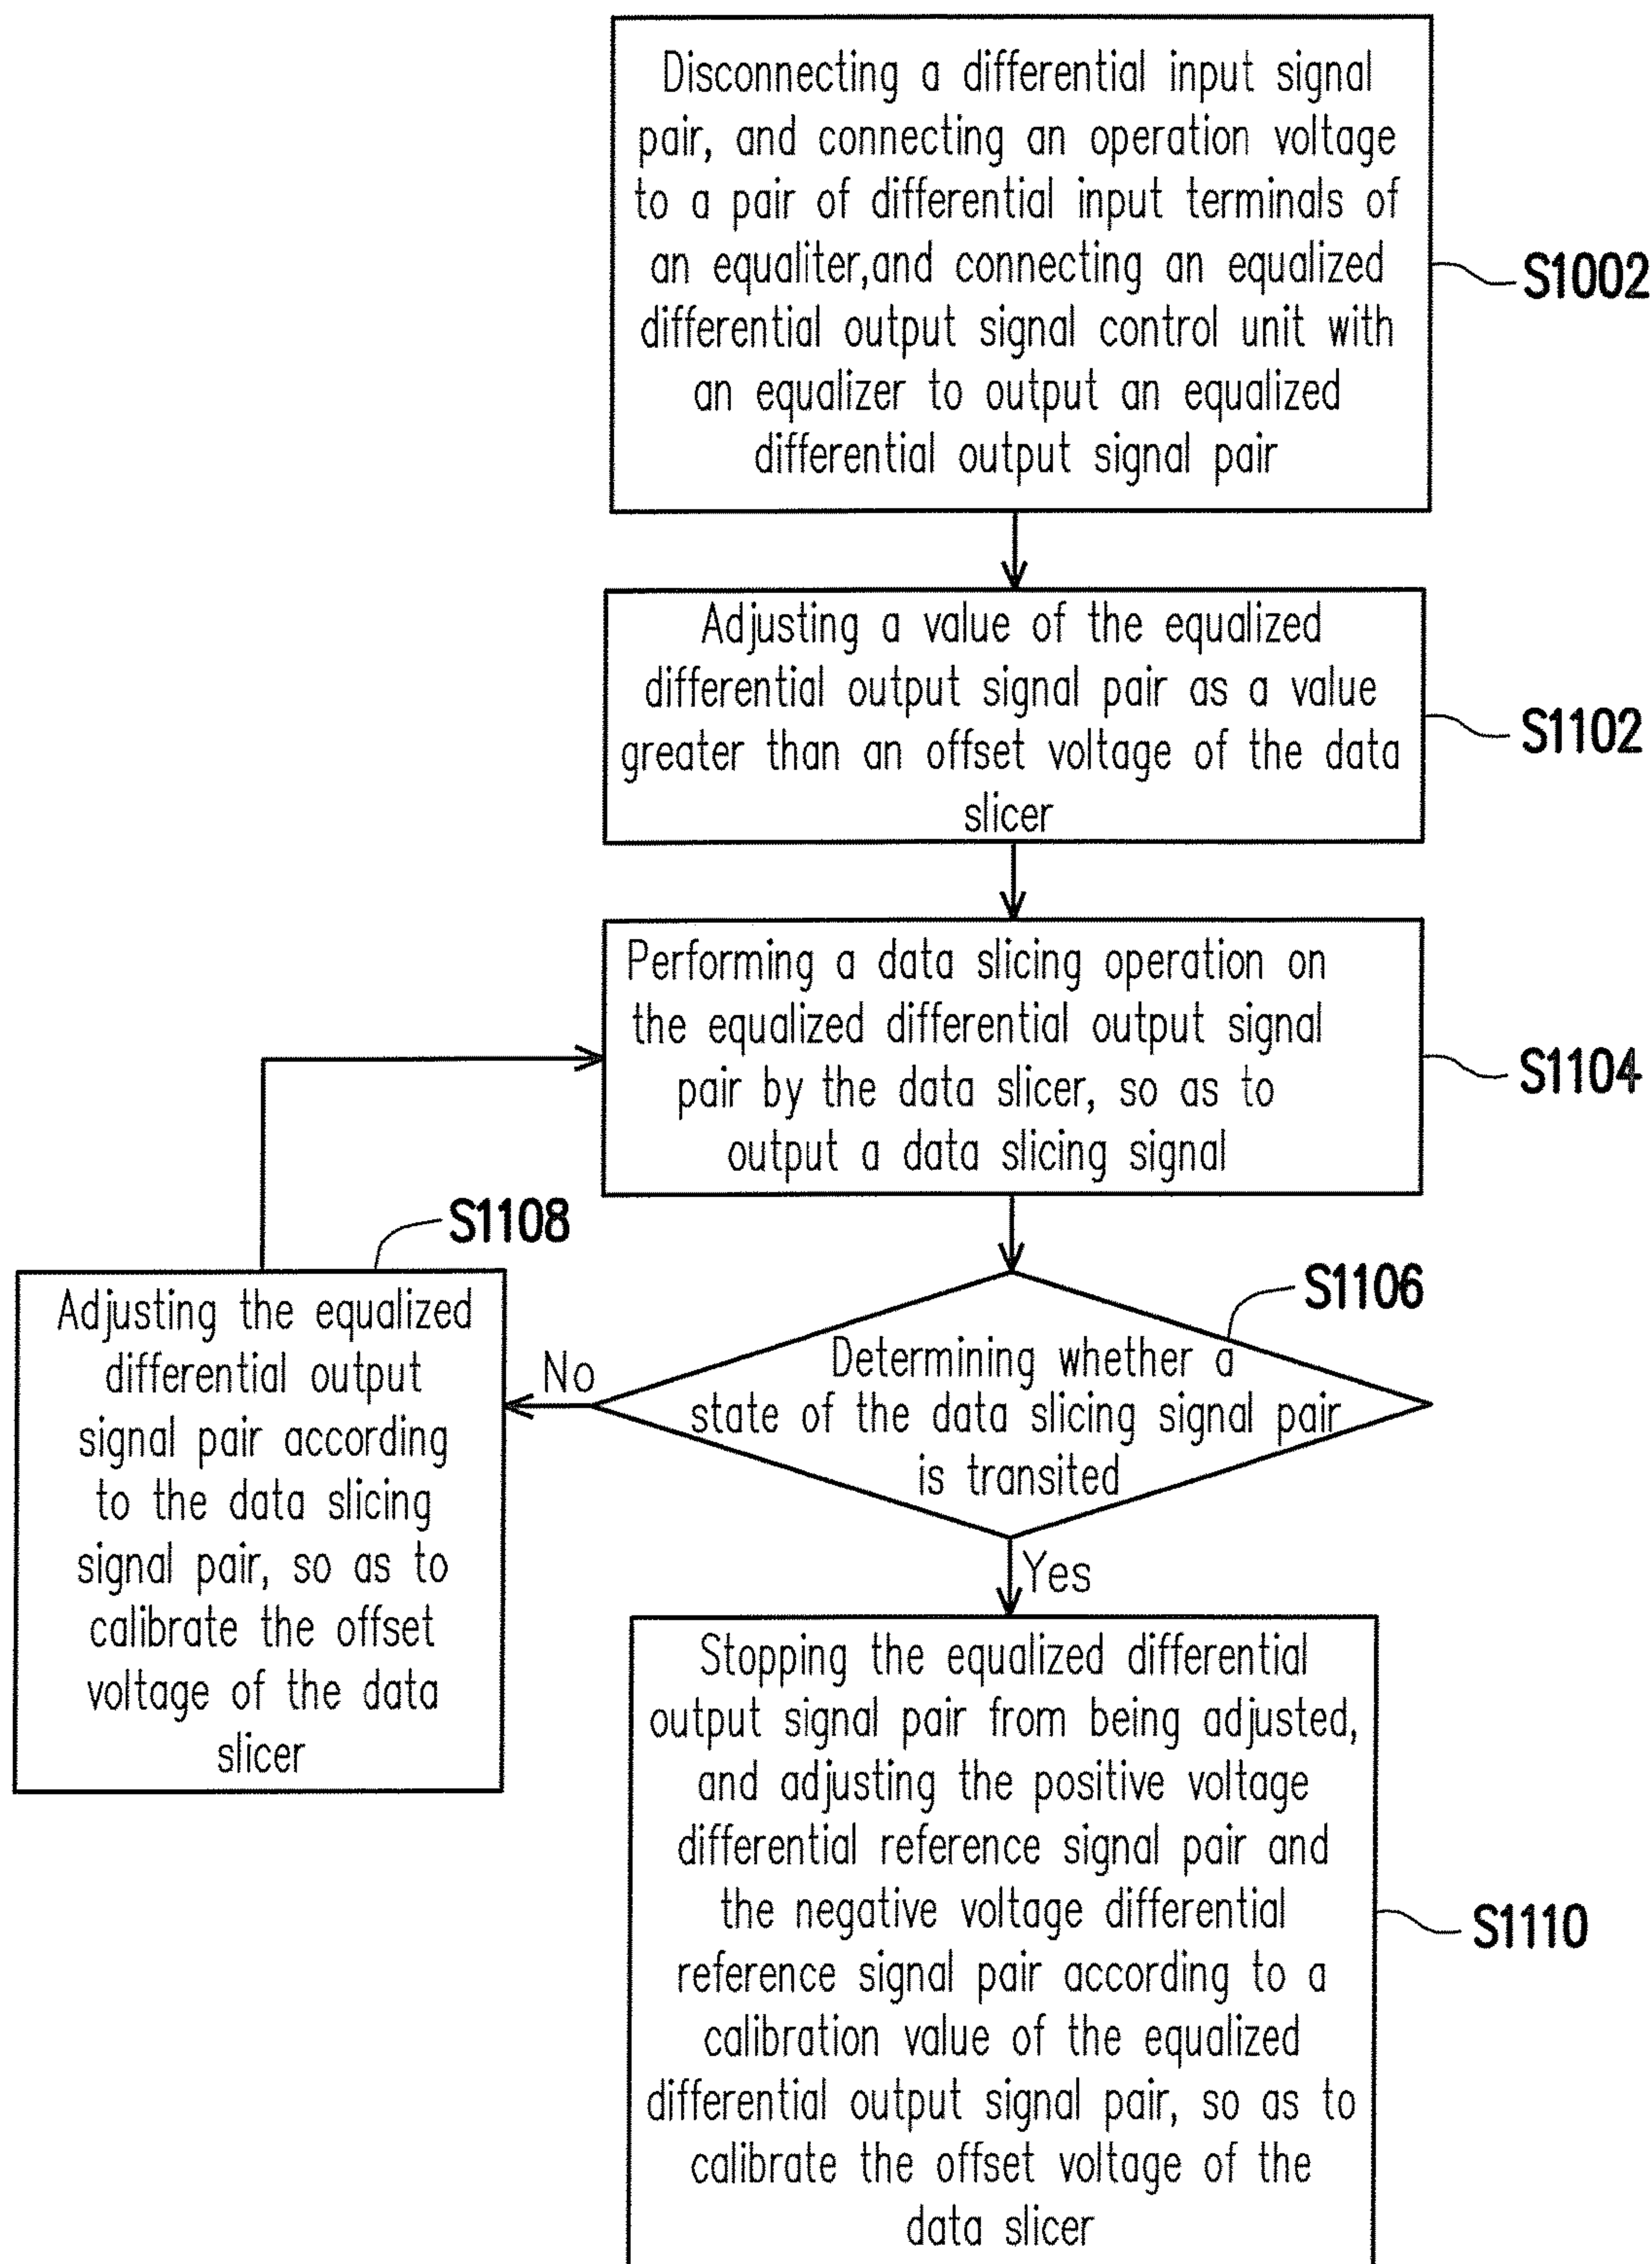 Disconnecting a differential input signal
pair, and connecting an operation voltage
to a pair of differential input terminals of
an equaliter,and connecting an equalized
differential output signal control unit with
an equalizer to output an equalized
differential output signal pair
S1002
Adjusting a value of the equalized
differential output signal pair as a value
greater than an offset voltage of the data
slicer
S1102
Performing a data slicing operation on
the equalized differential output signal
pair by the data slicer, so as to
output a data slicing signal
S1104
S1108
Adjusting the equalized
differential output
signal pair according
to the data slicing
signal pair, so as to
calibrate the offset
voltage of the data
slicer
No
S1106
Determining whether a
state of the data slicing signal pair
is transited
Yes
Stopping the equalized differential
output signal pair from being adjusted,
and adjusting the positive voltage
differential reference signal pair and
the negative voltage differential
reference signal pair according to a
calibration value of the equalized
differential output signal pair, so as to
calibrate the offset voltage of the
data slicer
S1110